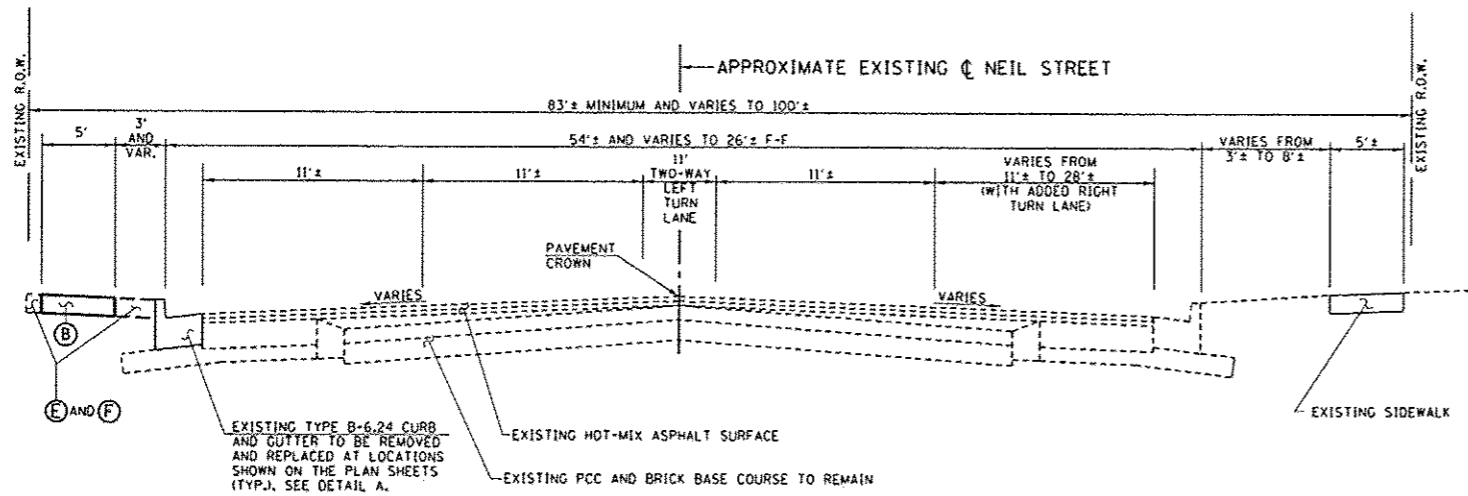 APPROXIMATE EXISTING ℄ NEIL STREET
EXISTING R.O.W.
EXISTING R.O.W.
83'± MINIMUM AND VARIES TO 100'±
5'
3'
AND
VAR.
54'± AND VARIES TO 26'± F-F
VARIES FROM
3'± TO 8'±
5'±
11'±
11'±
11'
TWO-WAY
LEFT
TURN
LANE
11'±
VARIES FROM
11'± TO 28'±
(WITH ADDED RIGHT
TURN LANE)
PAVEMENT
CROWN
VARIES
VARIES
B
E AND F
EXISTING TYPE B-6.24 CURB
AND GUTTER TO BE REMOVED
AND REPLACED AT LOCATIONS
SHOWN ON THE PLAN SHEETS
(TYP.). SEE DETAIL A.
EXISTING HOT-MIX ASPHALT SURFACE
EXISTING PCC AND BRICK BASE COURSE TO REMAIN
EXISTING SIDEWALK